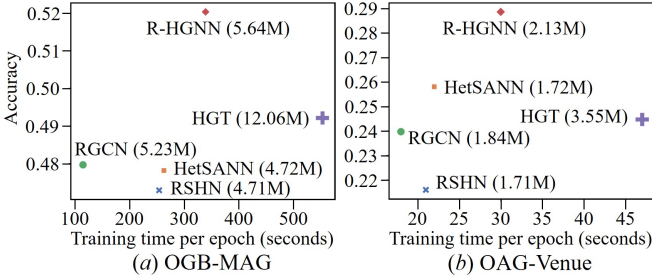 Accuracy
0.52
0.51
0.50
0.49
0.48
R-HGNN (5.64M)
HGT (12.06M)
RGCN (5.23M)
HetSANN (4.72M)
RSHN (4.71M)
100 200 300 400 500
Training time per epoch (seconds)
(a) OGB-MAG
0.29
0.28
0.27
0.26
0.25
0.24
0.23
0.22
R-HGNN (2.13M)
HetSANN (1.72M)
HGT (3.55M)
RGCN (1.84M)
RSHN (1.71M)
20 25 30 35 40 45
Training time per epoch (seconds)
(b) OAG-Venue